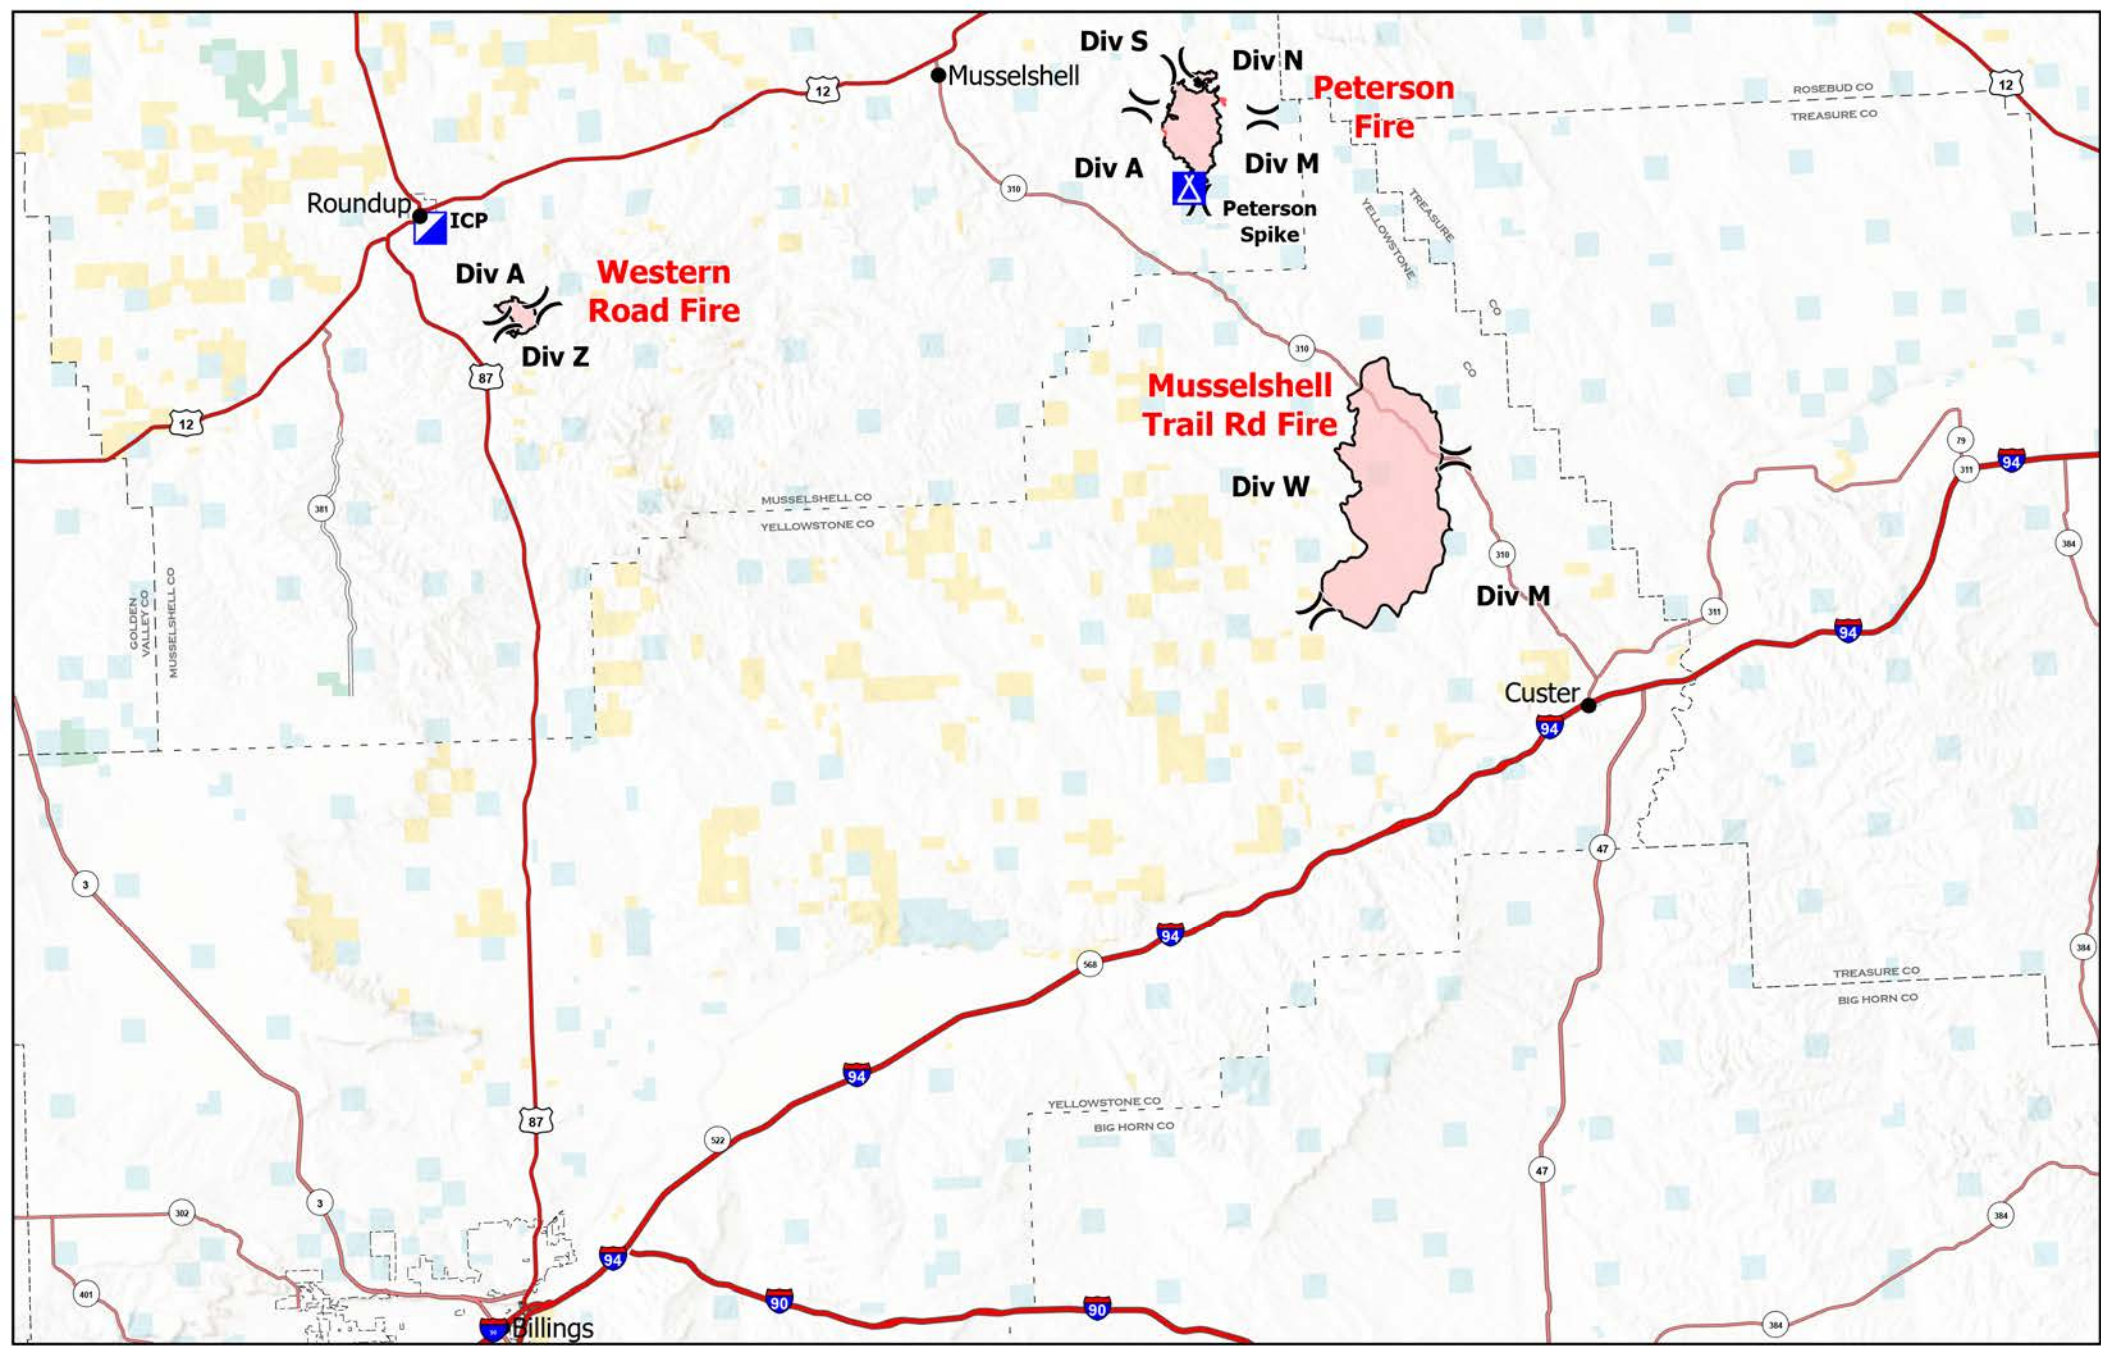 Div S
Div N
12
Musselshell
12
Peterson
Fire
ROSEBUD CO
TREASURE CO
Div A
Div M
310
Roundup
ICP
Peterson
Spike
TREASURE
YELLOWSTONE
CO
CO
Div A
Western
Road Fire
Div Z
87
310
Musselshell
Trail Rd Fire
12
79
311
94
Div W
MUSSELSHELL CO
YELLOWSTONE CO
381
310
384
GOLDEN
VALLEY CO
MUSSELSHELL CO
Div M
311
94
Custer
94
47
3
94
568
384
TREASURE CO
BIG HORN CO
94
YELLOWSTONE CO
BIG HORN CO
87
522
47
3
302
384
94
401
90
90
384
Billings